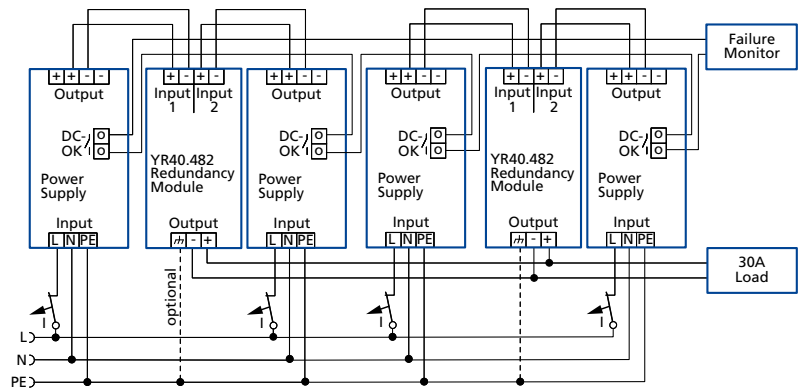 + + - -
Output
DC-
OK
Power
Supply
Input
L N PE
I
+ - + -
Input Input
1 2
YR40.482
Redundancy
Module
Output
- +
optional
+ + - -
Output
DC-
OK
Power
Supply
Input
L N PE
I
+ + - -
Output
DC-
OK
Power
Supply
Input
L N PE
I
+ - + -
Input Input
1 2
YR40.482
Redundancy
Module
Output
- +
+ + - -
Output
DC-
OK
Power
Supply
Input
L N PE
I
Failure
Monitor
30A
Load
L
N
PE